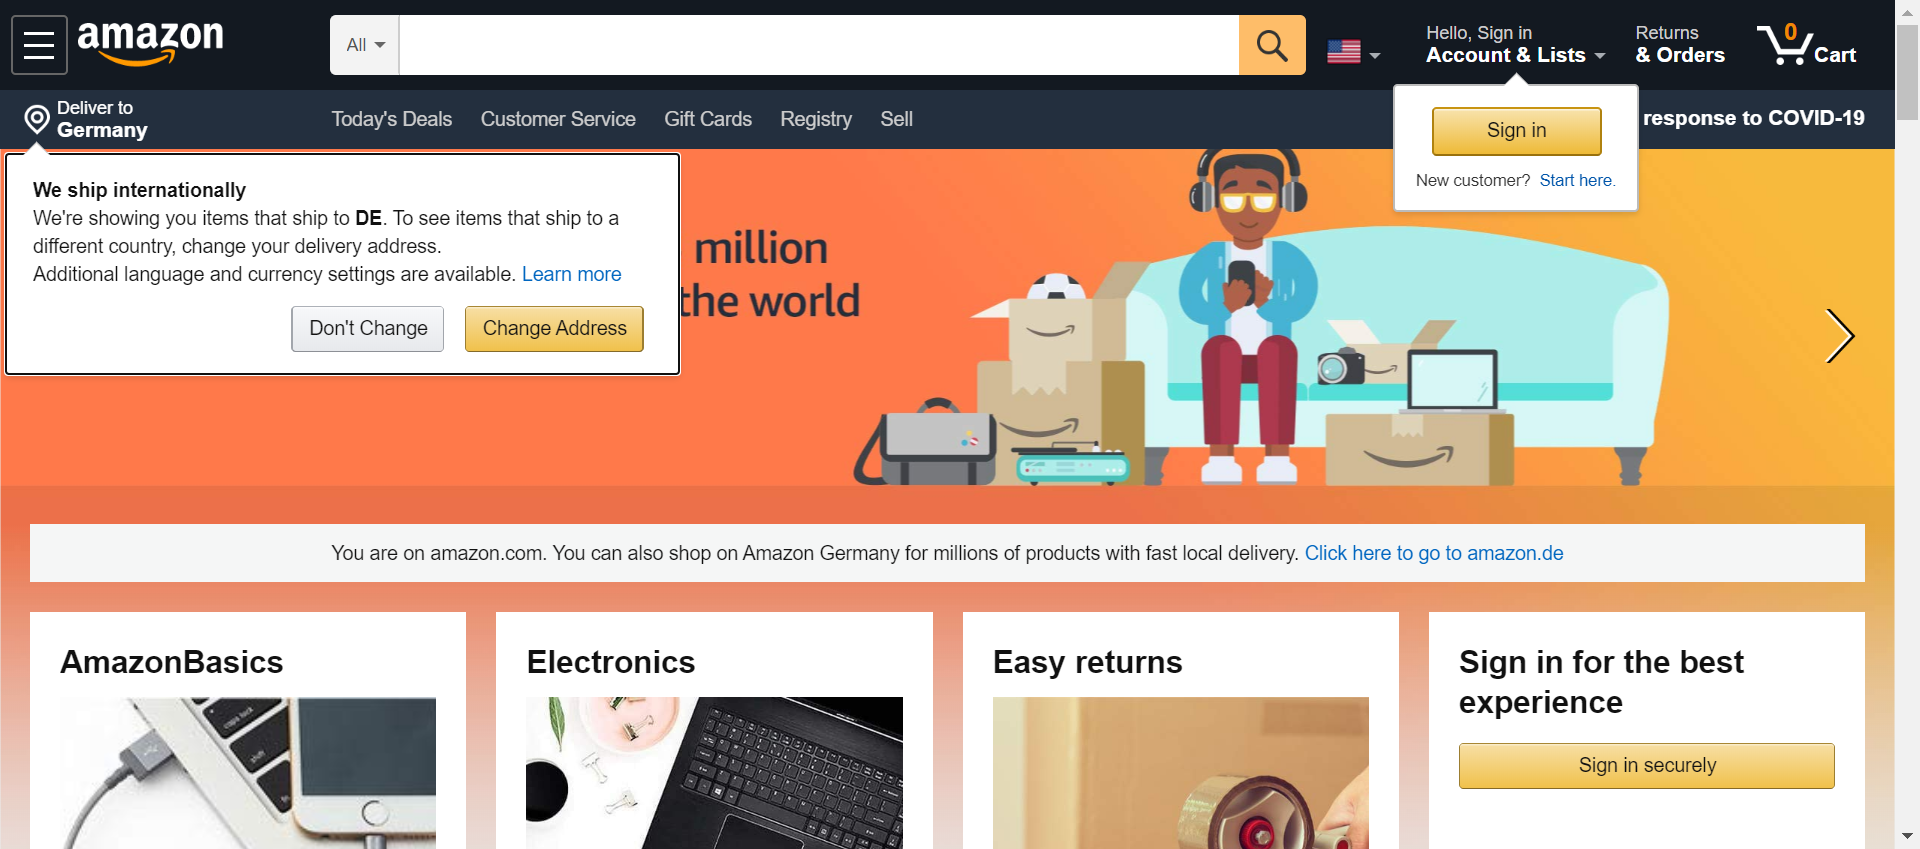 amazon
All
Hello, Sign in
Account & Lists
Returns
& Orders
0
Cart
Deliver to
Germany
Today's Deals
Customer Service
Gift Cards
Registry
Sell
response to COVID-19
Sign in
New customer? Start here.
We ship internationally
We're showing you items that ship to DE. To see items that ship to a
different country, change your delivery address.
Additional language and currency settings are available. Learn more
Don't Change
Change Address
million
the world
You are on amazon.com. You can also shop on Amazon Germany for millions of products with fast local delivery. Click here to go to amazon.de
AmazonBasics
Electronics
Easy returns
Sign in for the best
experience
Sign in securely
caps lock
shift